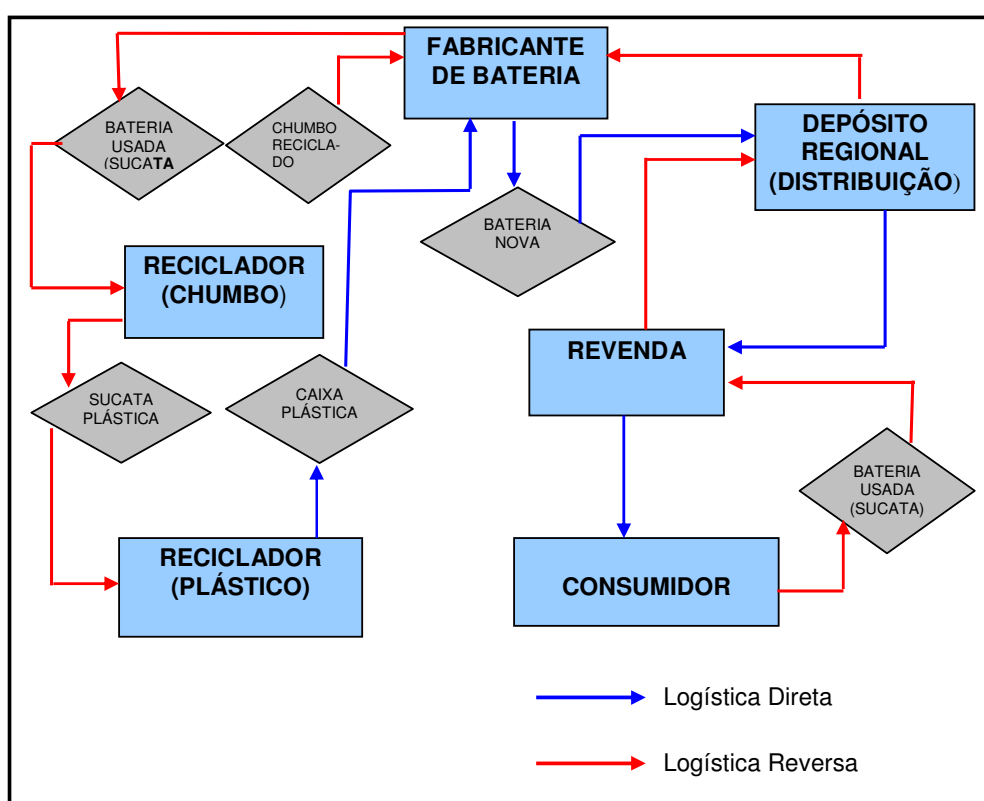 FABRICANTE
DE BATERIA
BATERIA
USADA
(SUCATA
CHUMBO
RECICLA-
DO
DEPÓSITO
REGIONAL
(DISTRIBUIÇÃO)
BATERIA
NOVA
RECICLADOR
(CHUMBO)
REVENDA
SUCATA
PLÁSTICA
CAIXA
PLÁSTICA
BATERIA
USADA
(SUCATA)
RECICLADOR
(PLÁSTICO)
CONSUMIDOR
Logística Direta
Logística Reversa